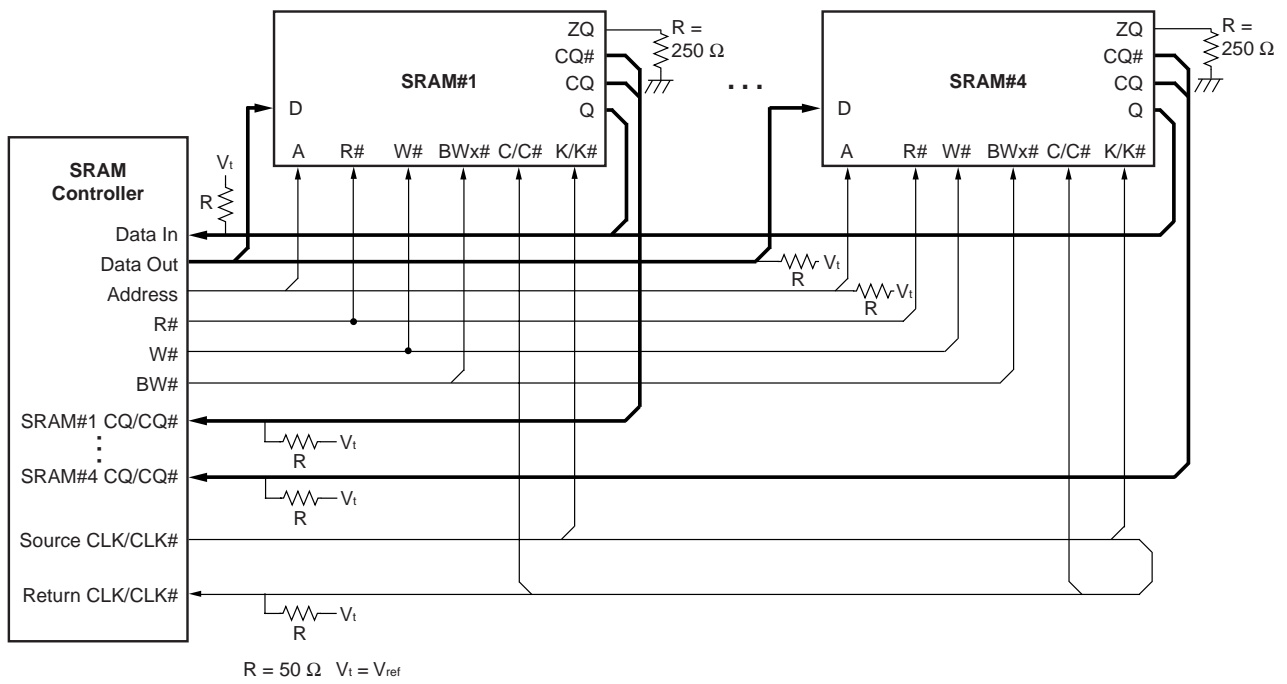 ZQ
R =
250 Ω
CQ#
SRAM#1
CQ
D
Q
A R# W# BWx# C/C# K/K#
...
ZQ
R =
250 Ω
CQ#
SRAM#4
CQ
D
Q
A R# W# BWx# C/C# K/K#
SRAM
Controller
Vt
R
Data In
Data Out
Vt
R
Address
Vt
R
R#
W#
BW#
SRAM#1 CQ/CQ#
Vt
R
SRAM#4 CQ/CQ#
Vt
R
Source CLK/CLK#
Return CLK/CLK#
Vt
R
R = 50 Ω Vt = Vref